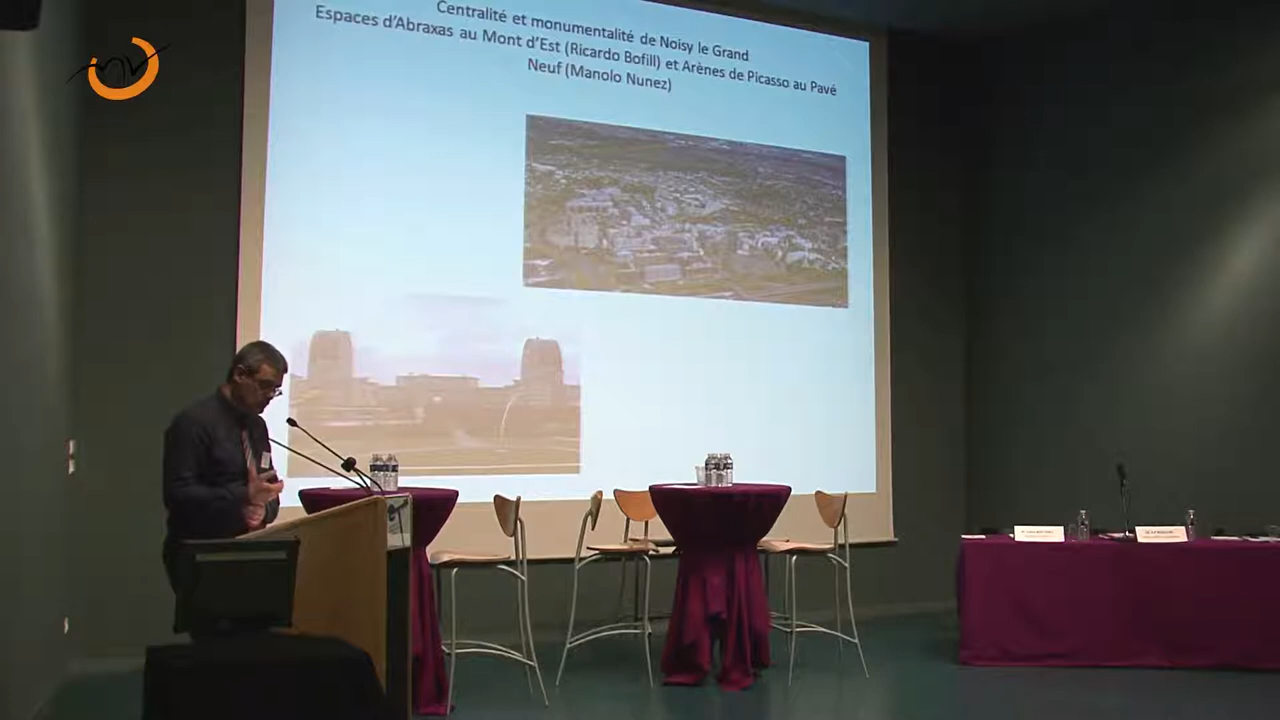 Centralité et monumentalité de Noisy le Grand
Espaces d'Abraxas au Mont d'Est (Ricardo Bofill) et Arènes de Picasso au Pavé
Neuf (Manolo Nunez)